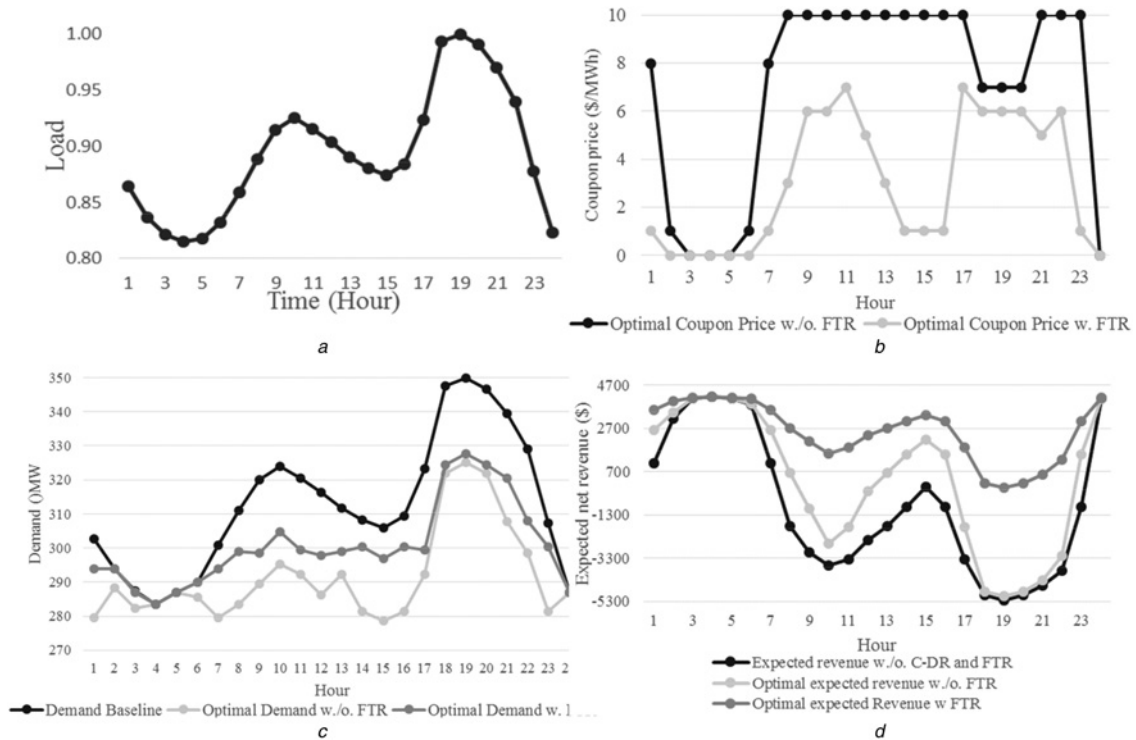 1.00
0.95
0.90
0.85
0.80
Load
1 3 5 7 9 11 13 15 17 19 21 23
Time (Hour)
a
10
8
6
4
2
0
Coupon price ($/MWh)
1 3 5 7 9 11 13 15 17 19 21 23
Hour
Optimal Coupon Price w./o. FTR Optimal Coupon Price w. FTR
b
350
340
330
320
310
300
290
280
270
Demand ()MW
1 2 3 4 5 6 7 8 9 10 11 12 13 14 15 16 17 18 19 20 21 22 23 2
Hour
Demand Baseline Optimal Demand w./o. FTR Optimal Demand w.
c
4700
2700
700
-1300
-3300
-5300
Expected net revenue ($)
1 3 5 7 9 11 13 15 17 19 21 23
Hour
Expected revenue w./o. C-DR and FTR
Optimal expected revenue w./o. FTR
Optimal expected Revenue w FTR
d